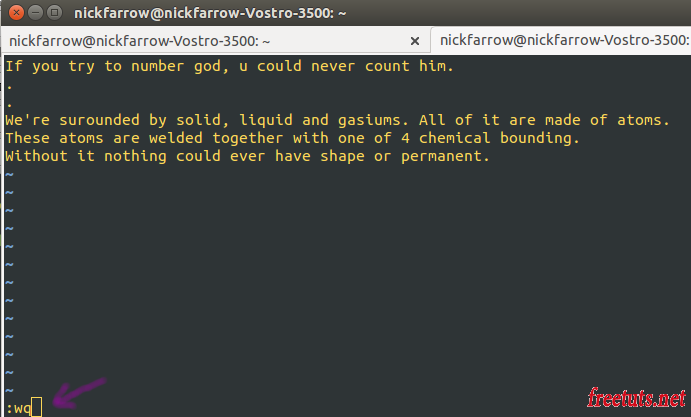 nickfarrow@nickfarrow-Vostro-3500: ~
nickfarrow@nickfarrow-Vostro-3500: ~ ×
nickfarrow@nickfarrow-Vostro-3500:
If you try to number god, u could never count him.
.
.
We're surounded by solid, liquid and gasiums. All of it are made of atoms.
These atoms are welded together with one of 4 chemical bounding.
Without it nothing could ever have shape or permanent.
~
~
~
~
~
~
~
~
~
~
~
~
~
:wq
freetuts.net